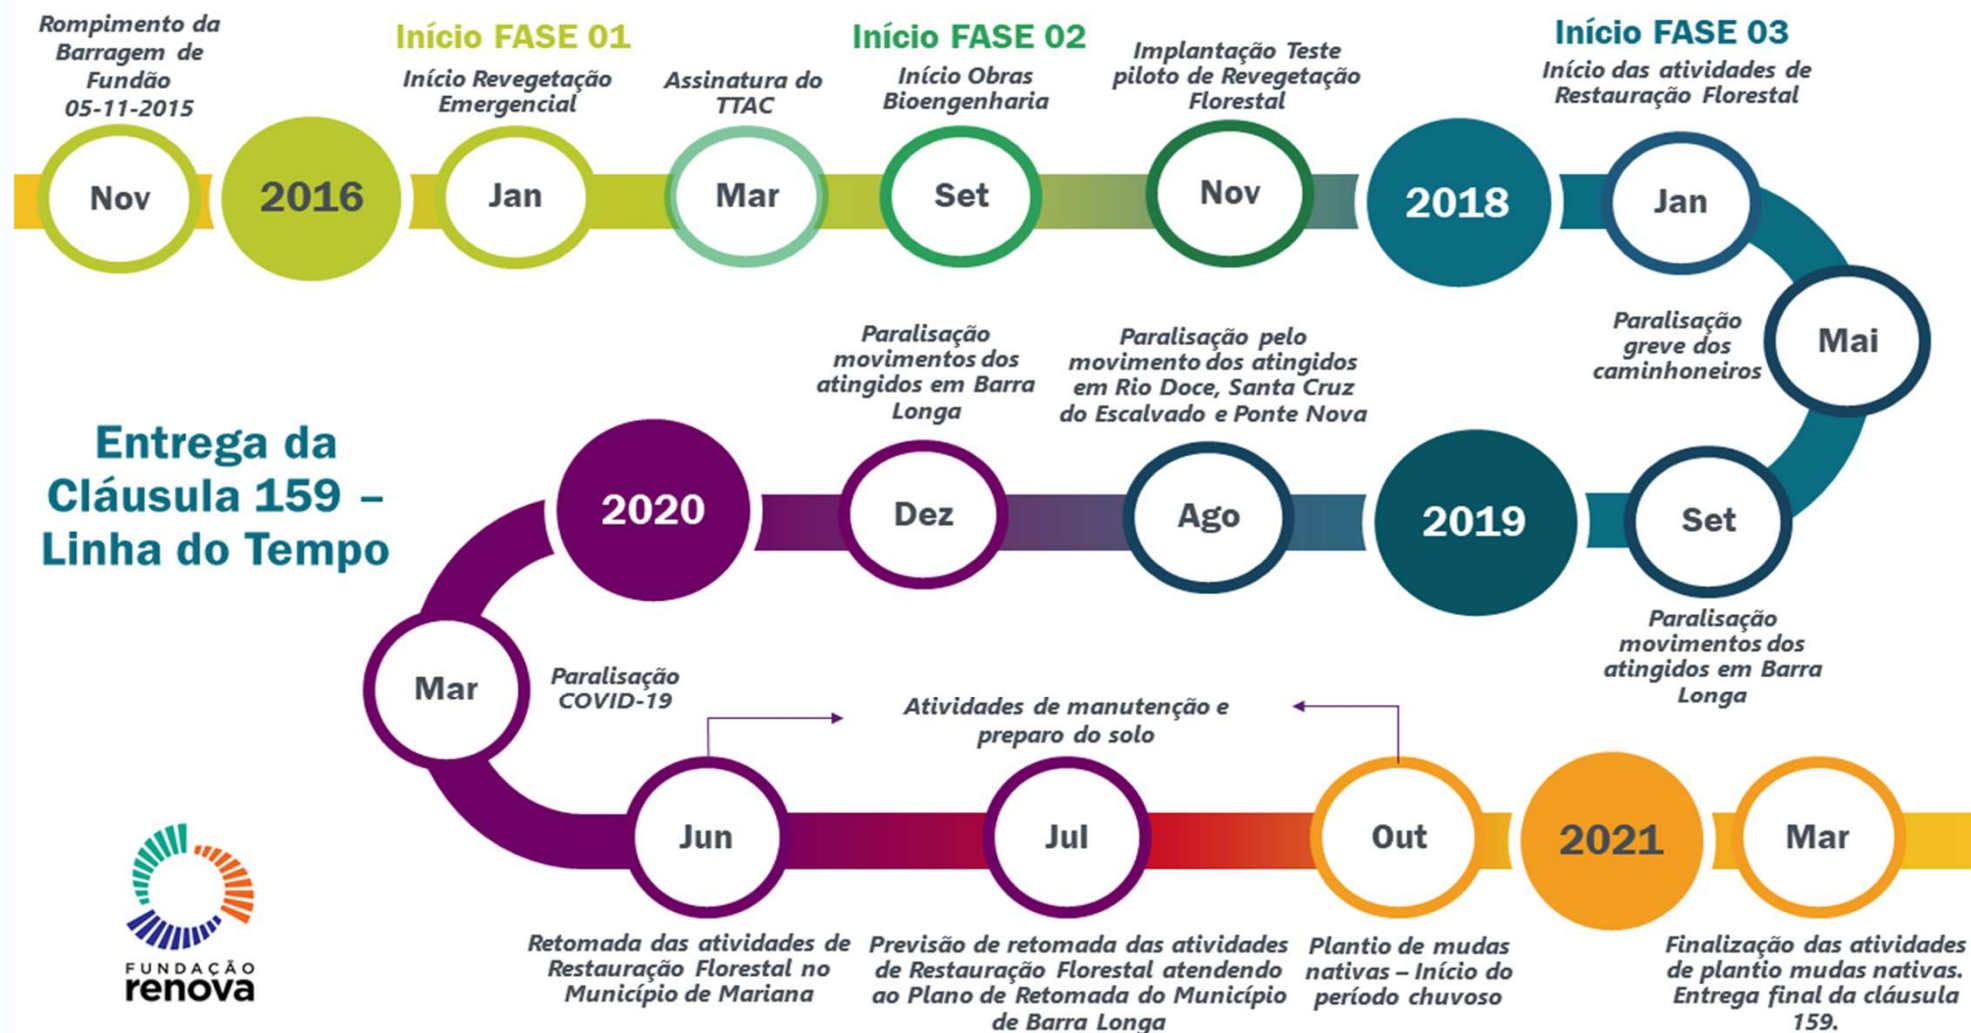 Rompimento da
Barragem de
Fundão
05-11-2015
Nov
2016
Início FASE 01
Início Revegetação
Emergencial
Jan
Assinatura do
TTAC
Mar
Início FASE 02
Início Obras
Bioengenharia
Set
Implantação Teste
piloto de Revegetação
Florestal
Nov
2018
Início FASE 03
Início das atividades de
Restauração Florestal
Jan
Paralisação
greve dos
caminhoneiros
Mai
Set
Paralisação
movimentos dos
atingidos em Barra
Longa
2019
Paralisação pelo
movimento dos atingidos
em Rio Doce, Santa Cruz
do Escalvado e Ponte Nova
Ago
Paralisação
movimentos dos
atingidos em Barra
Longa
Dez
2020
Entrega da
Cláusula 159 –
Linha do Tempo
Mar
Paralisação
COVID-19
Atividades de manutenção e
preparo do solo
Jun
Retomada das atividades de
Restauração Florestal no
Município de Mariana
Jul
Previsão de retomada das atividades
de Restauração Florestal atendendo
ao Plano de Retomada do Município
de Barra Longa
Out
Plantio de mudas
nativas – Início do
período chuvoso
2021
Mar
Finalização das atividades
de plantio mudas nativas.
Entrega final da cláusula
159.
FUNDAÇÃO
renova